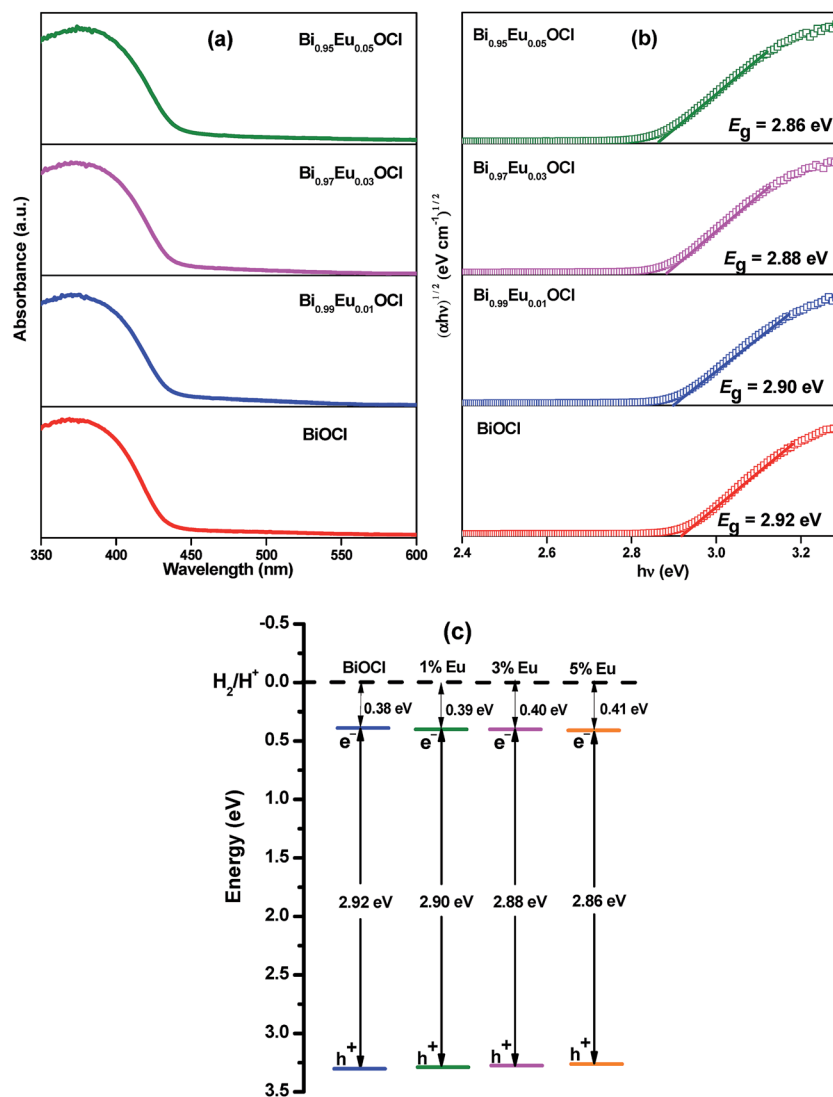 (a)
Bi0.95Eu0.05OCl
Bi0.97Eu0.03OCl
Bi0.99Eu0.01OCl
BiOCl
Absorbance (a.u.)
350 400 450 500 550 600
Wavelength (nm)
(b)
Bi0.95Eu0.05OCl
Eg = 2.86 eV
Bi0.97Eu0.03OCl
Eg = 2.88 eV
Bi0.99Eu0.01OCl
Eg = 2.90 eV
BiOCl
Eg = 2.92 eV
(αhν)1/2 (eV cm-1)1/2
2.4 2.6 2.8 3.0 3.2
hν (eV)
(c)
-0.5
H2/H+ 0.0
0.5
1.0
1.5
2.0
2.5
3.0
3.5
Energy (eV)
BiOCl 1% Eu 3% Eu 5% Eu
0.38 eV 0.39 eV 0.40 eV 0.41 eV
e− e− e− e−
2.92 eV 2.90 eV 2.88 eV 2.86 eV
h+ h+ h+ h+